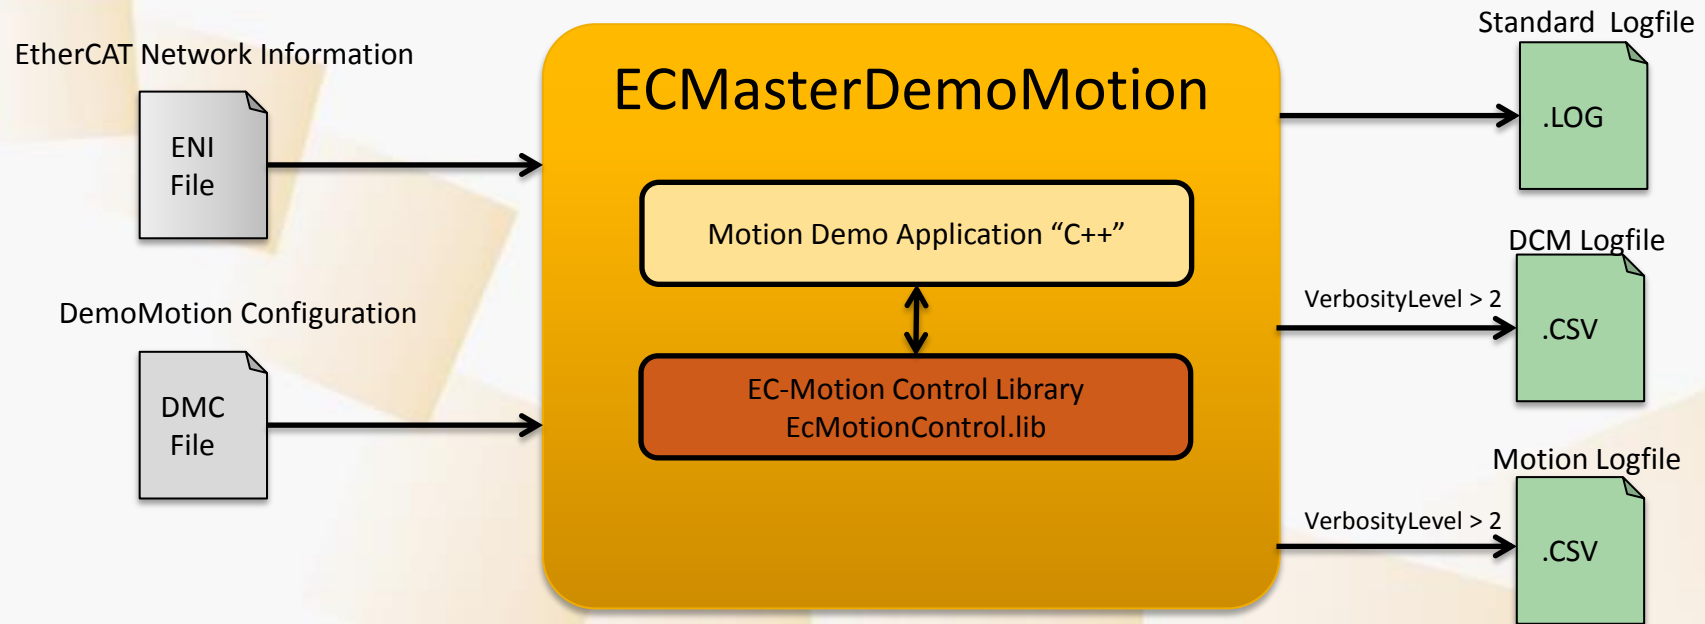 EtherCAT Network Information
ENI
File
DemoMotion Configuration
DMC
File
ECMasterDemoMotion
Motion Demo Application “C++”
EC-Motion Control Library
EcMotionControl.lib
Standard Logfile
.LOG
DCM Logfile
VerbosityLevel > 2
.CSV
Motion Logfile
VerbosityLevel > 2
.CSV